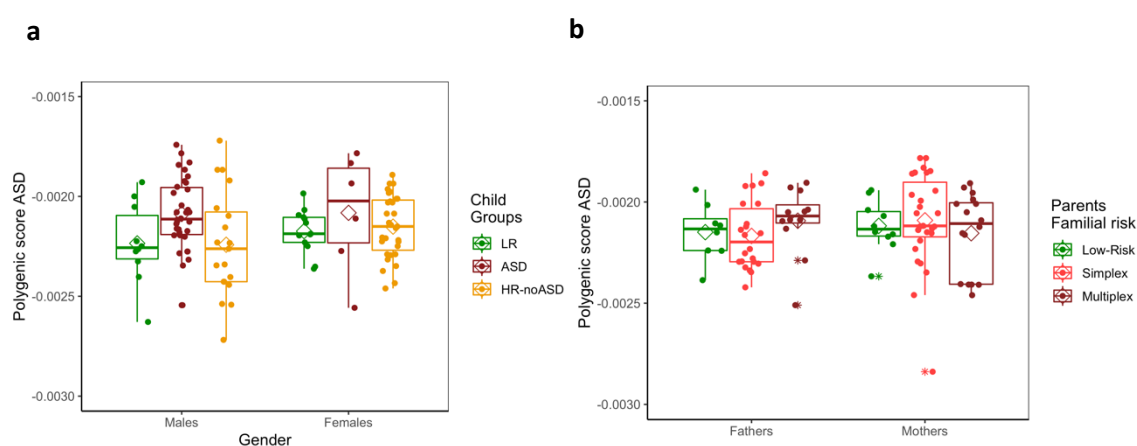 a
Polygenic score ASD
-0.0015
-0.0020
-0.0025
-0.0030
Males
Females
Gender
Child
Groups
LR
ASD
HR-noASD
b
Polygenic score ASD
-0.0015
-0.0020
-0.0025
-0.0030
Fathers
Mothers
Parents
Familial risk
Low-Risk
Simplex
Multiplex